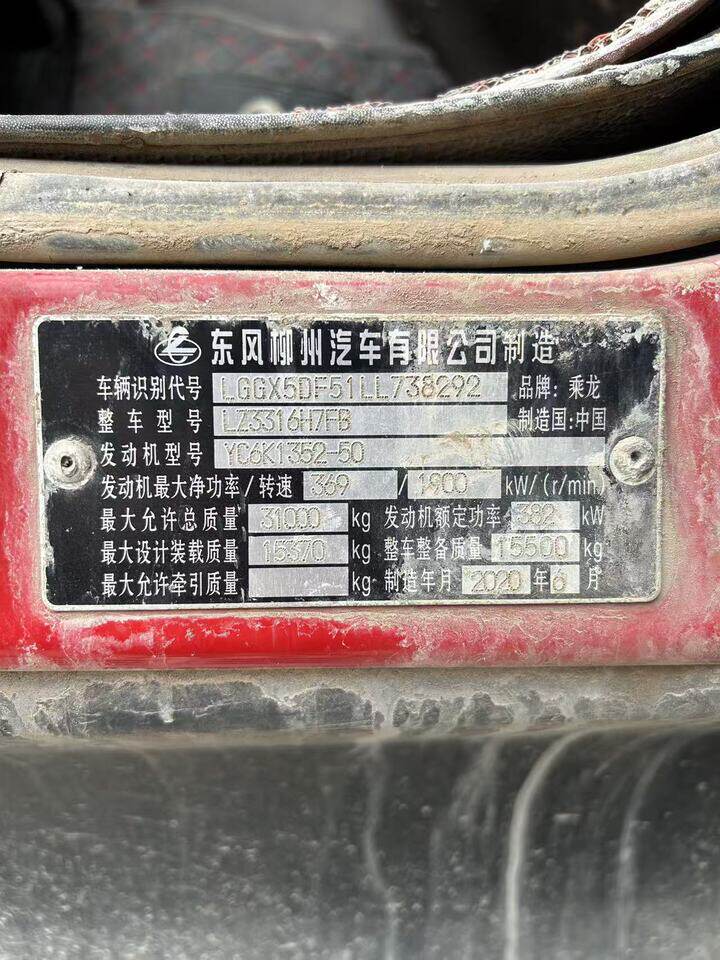 东风柳州汽车有限公司制造
车辆识别代号 LGGX5DF51LL738292 品牌:乘龙
整车型号 LZ3316H7FB 制造国:中国
发动机型号 YC6K1352-50
发动机最大净功率/转速 369 / 1900 kW/(r/min)
最大允许总质量 31000 kg 发动机额定功率 382 kW
最大设计装载质量 15370 kg 整车整备质量 15500 kg
最大允许牵引质量 kg 制造年月 2020 年 6 月